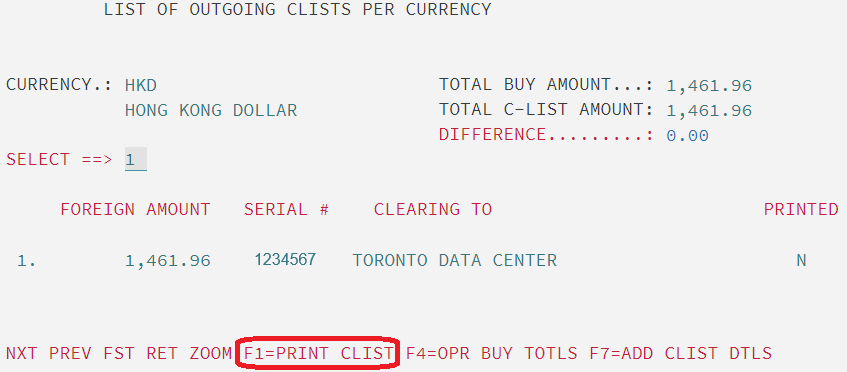 LIST OF OUTGOING CLISTS PER CURRENCY
CURRENCY.: HKD TOTAL BUY AMOUNT...: 1,461.96
HONG KONG DOLLAR TOTAL C-LIST AMOUNT: 1,461.96
DIFFERENCE.........: 0.00
SELECT ==> 1
FOREIGN AMOUNT SERIAL # CLEARING TO PRINTED
1. 1,461.96 1234567 TORONTO DATA CENTER N
NXT PREV FST RET ZOOM F1=PRINT CLIST F4=OPR BUY TOTLS F7=ADD CLIST DTLS